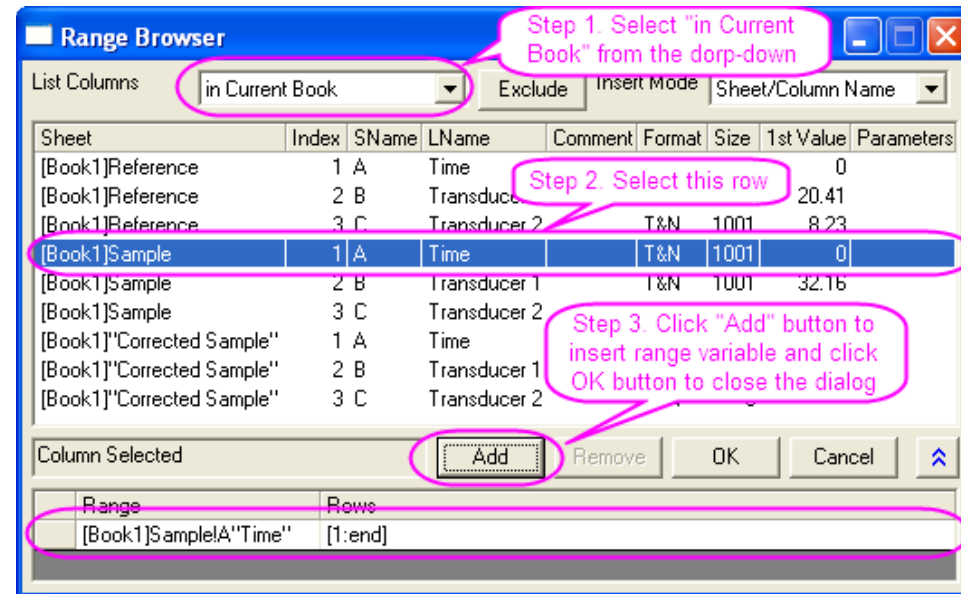 Range Browser
Step 1. Select "in Current
Book" from the dorp-down
List Columns in Current Book Exclude Insert Mode Sheet/Column Name
Sheet Index SName LName Comment Format Size 1st Value Parameters
[Book1]Reference 1 A Time 0
[Book1]Reference 2 B Transducer 20.41
[Book1]Reference 3 C Transducer 2 T&N 1001 8.23
Step 2. Select this row
[Book1]Sample 1 A Time T&N 1001 0
[Book1]Sample 2 B Transducer 1 T&N 1001 32.16
[Book1]Sample 3 C Transducer 2
[Book1]"Corrected Sample" 1 A Time
[Book1]"Corrected Sample" 2 B Transducer 1
[Book1]"Corrected Sample" 3 C Transducer 2
Step 3. Click "Add" button to
insert range variable and click
OK button to close the dialog
Column Selected Add Remove OK Cancel
Range Rows
[Book1]Sample!A"Time" [1:end]